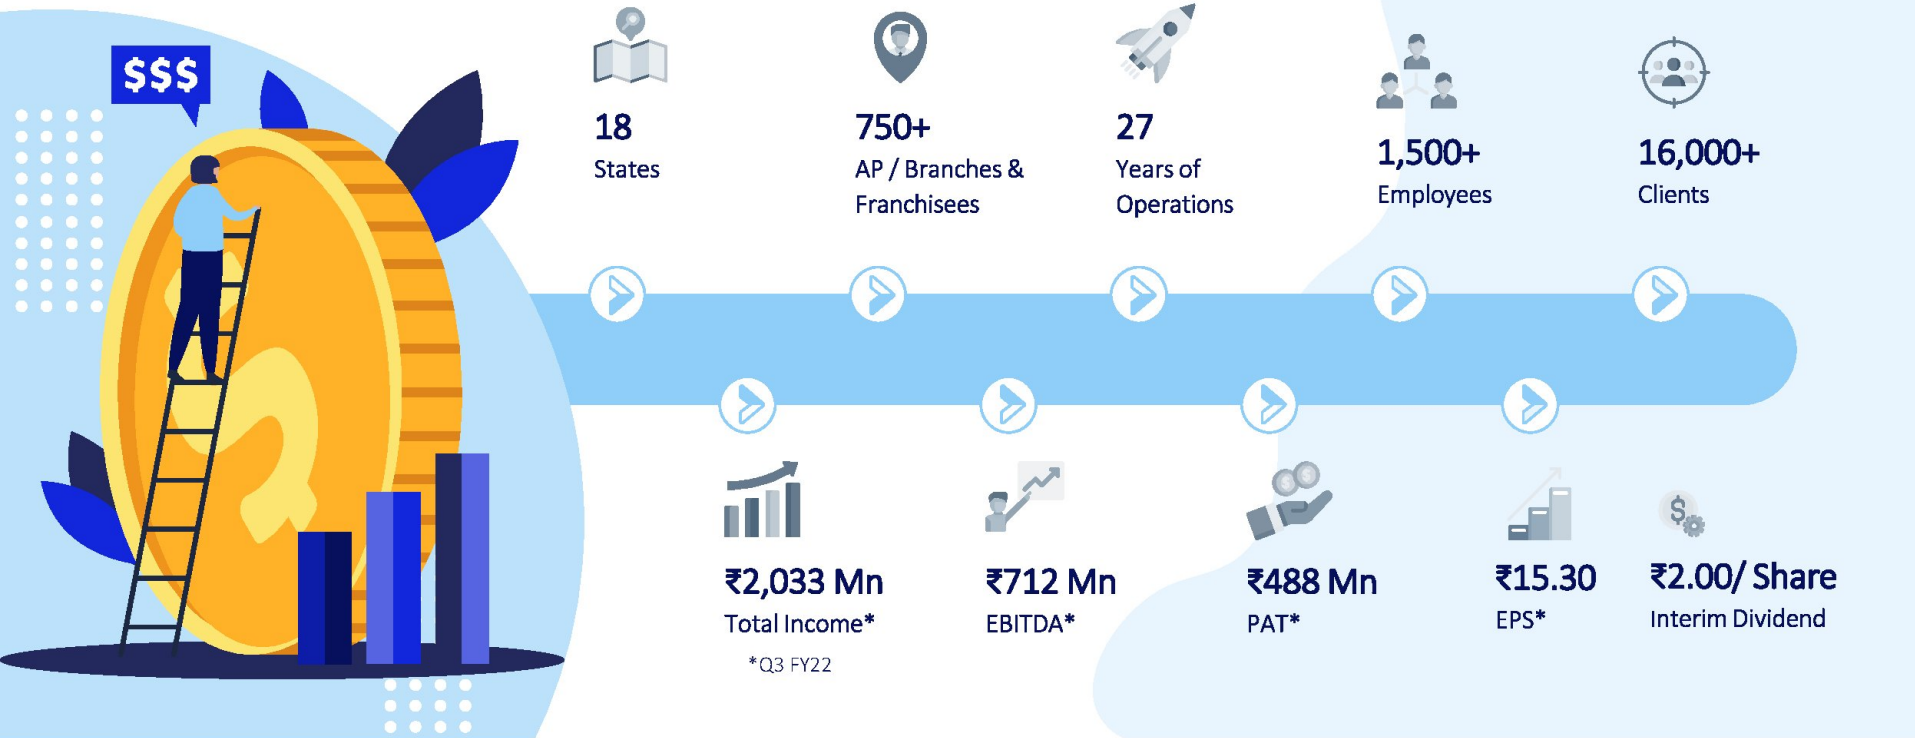 $$$
18
States
750+
AP / Branches &
Franchisees
27
Years of
Operations
1,500+
Employees
16,000+
Clients
₹2,033 Mn
Total Income*
*Q3 FY22
₹712 Mn
EBITDA*
₹488 Mn
PAT*
₹15.30
EPS*
₹2.00/ Share
Interim Dividend